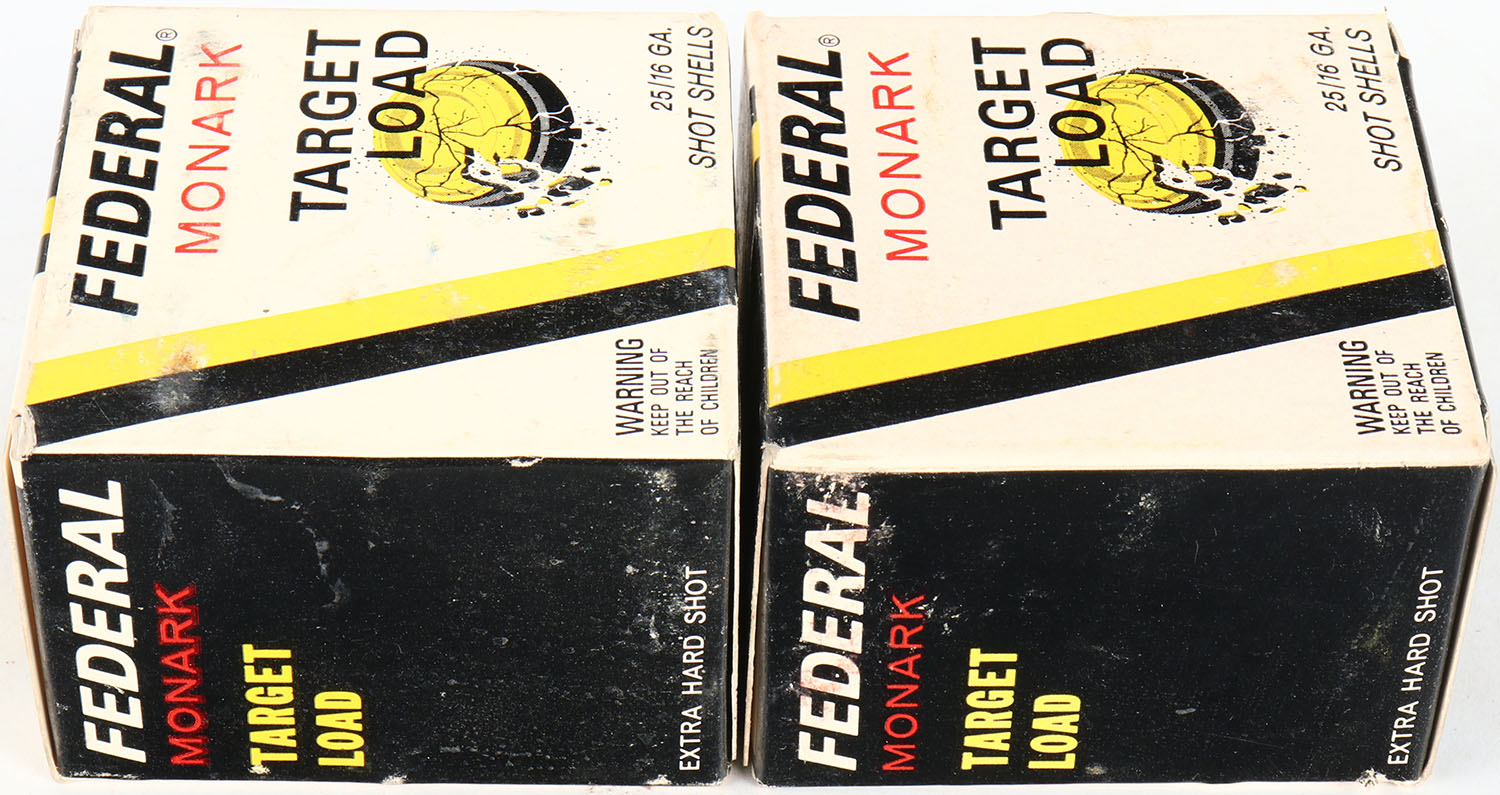 FEDERAL®
MONARK
TARGET
LOAD
25/16 GA.
SHOT SHELLS
WARNING
KEEP OUT OF
THE REACH
OF CHILDREN
FEDERAL
MONARK
TARGET
LOAD
EXTRA HARD SHOT
FEDERAL®
MONARK
TARGET
LOAD
25/16 GA.
SHOT SHELLS
WARNING
KEEP OUT OF
THE REACH
OF CHILDREN
FEDERAL
MONARK
TARGET
LOAD
EXTRA HARD SHOT